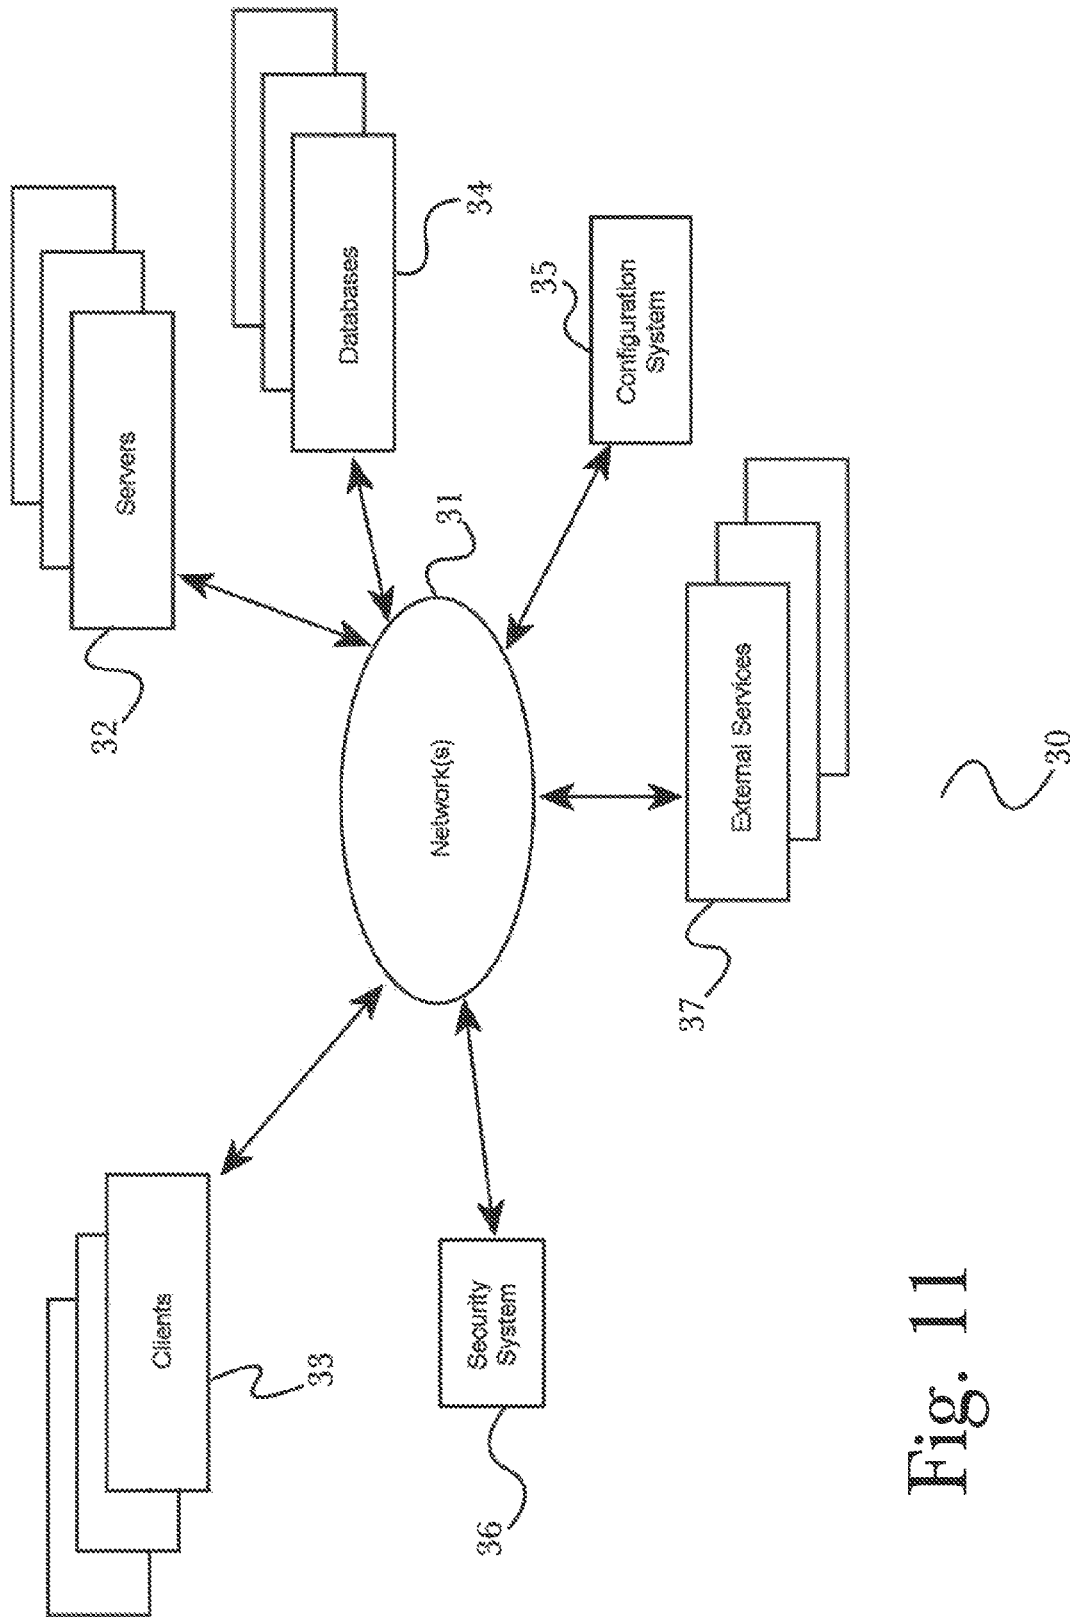 Clients
33
Servers
32
Databases
34
Network(s)
31
Security
System
36
Configuration
System
35
External Services
37
30
Fig. 11